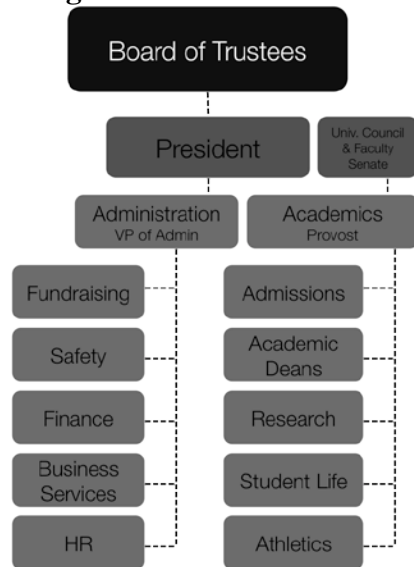 Board of Trustees
President
Univ. Council
& Faculty
Senate
Administration
VP of Admin
Academics
Provost
Fundraising
Admissions
Safety
Academic
Deans
Finance
Research
Business
Services
Student Life
HR
Athletics